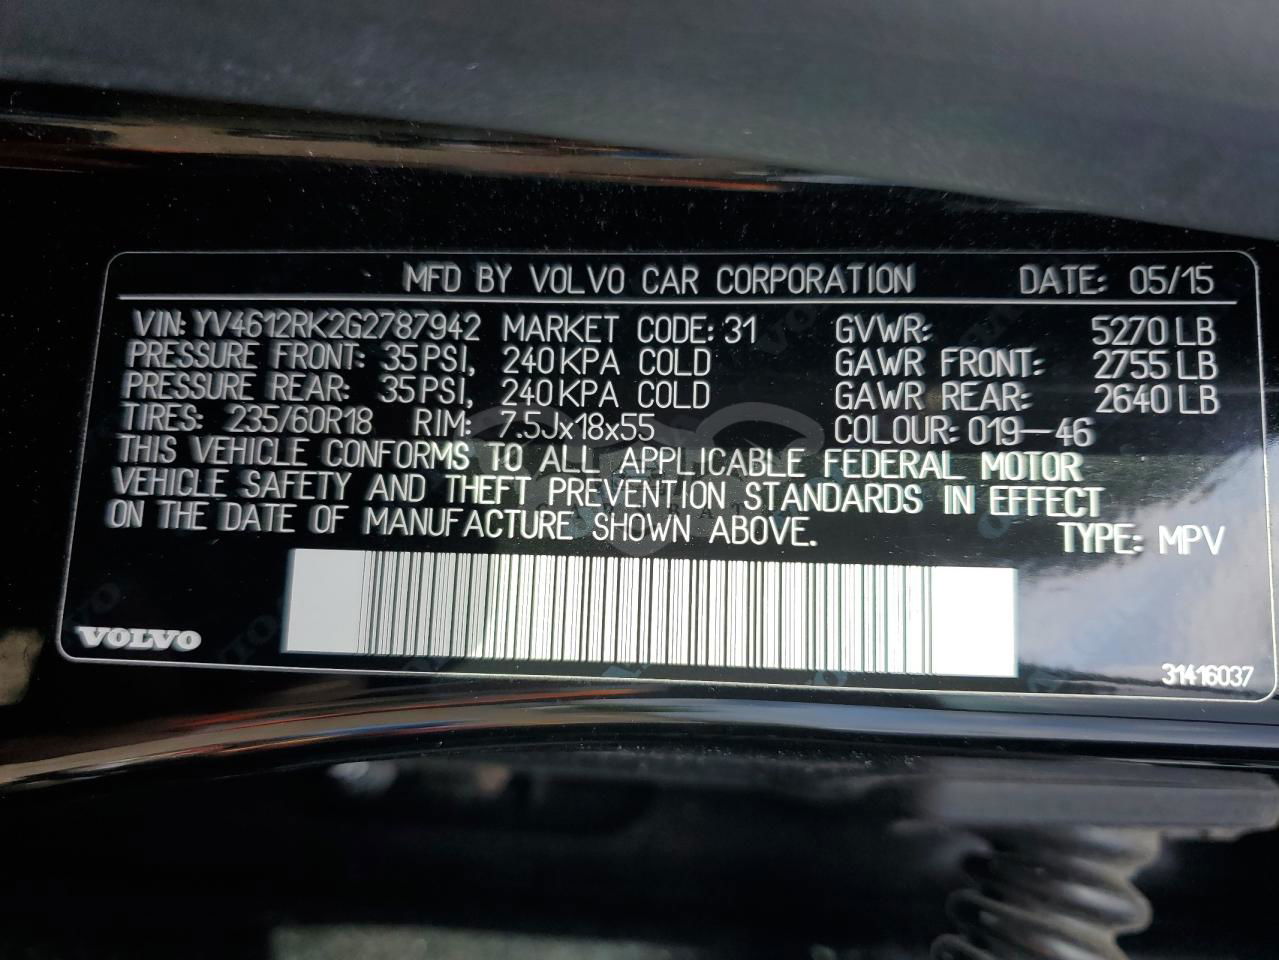 MFD BY VOLVO CAR CORPORATION DATE: 05/15
VIN: YV4612RK2G2787942 MARKET CODE: 31 GVWR: 5270 LB
PRESSURE FRONT: 35 PSI, 240 KPA COLD GAWR FRONT: 2755 LB
PRESSURE REAR: 35 PSI, 240 KPA COLD GAWR REAR: 2640 LB
TIRES: 235/60R18 RIM: 7.5Jx18x55 COLOUR: 019-46
THIS VEHICLE CONFORMS TO ALL APPLICABLE FEDERAL MOTOR
VEHICLE SAFETY AND THEFT PREVENTION STANDARDS IN EFFECT
ON THE DATE OF MANUFACTURE SHOWN ABOVE. TYPE: MPV
VOLVO
31416037